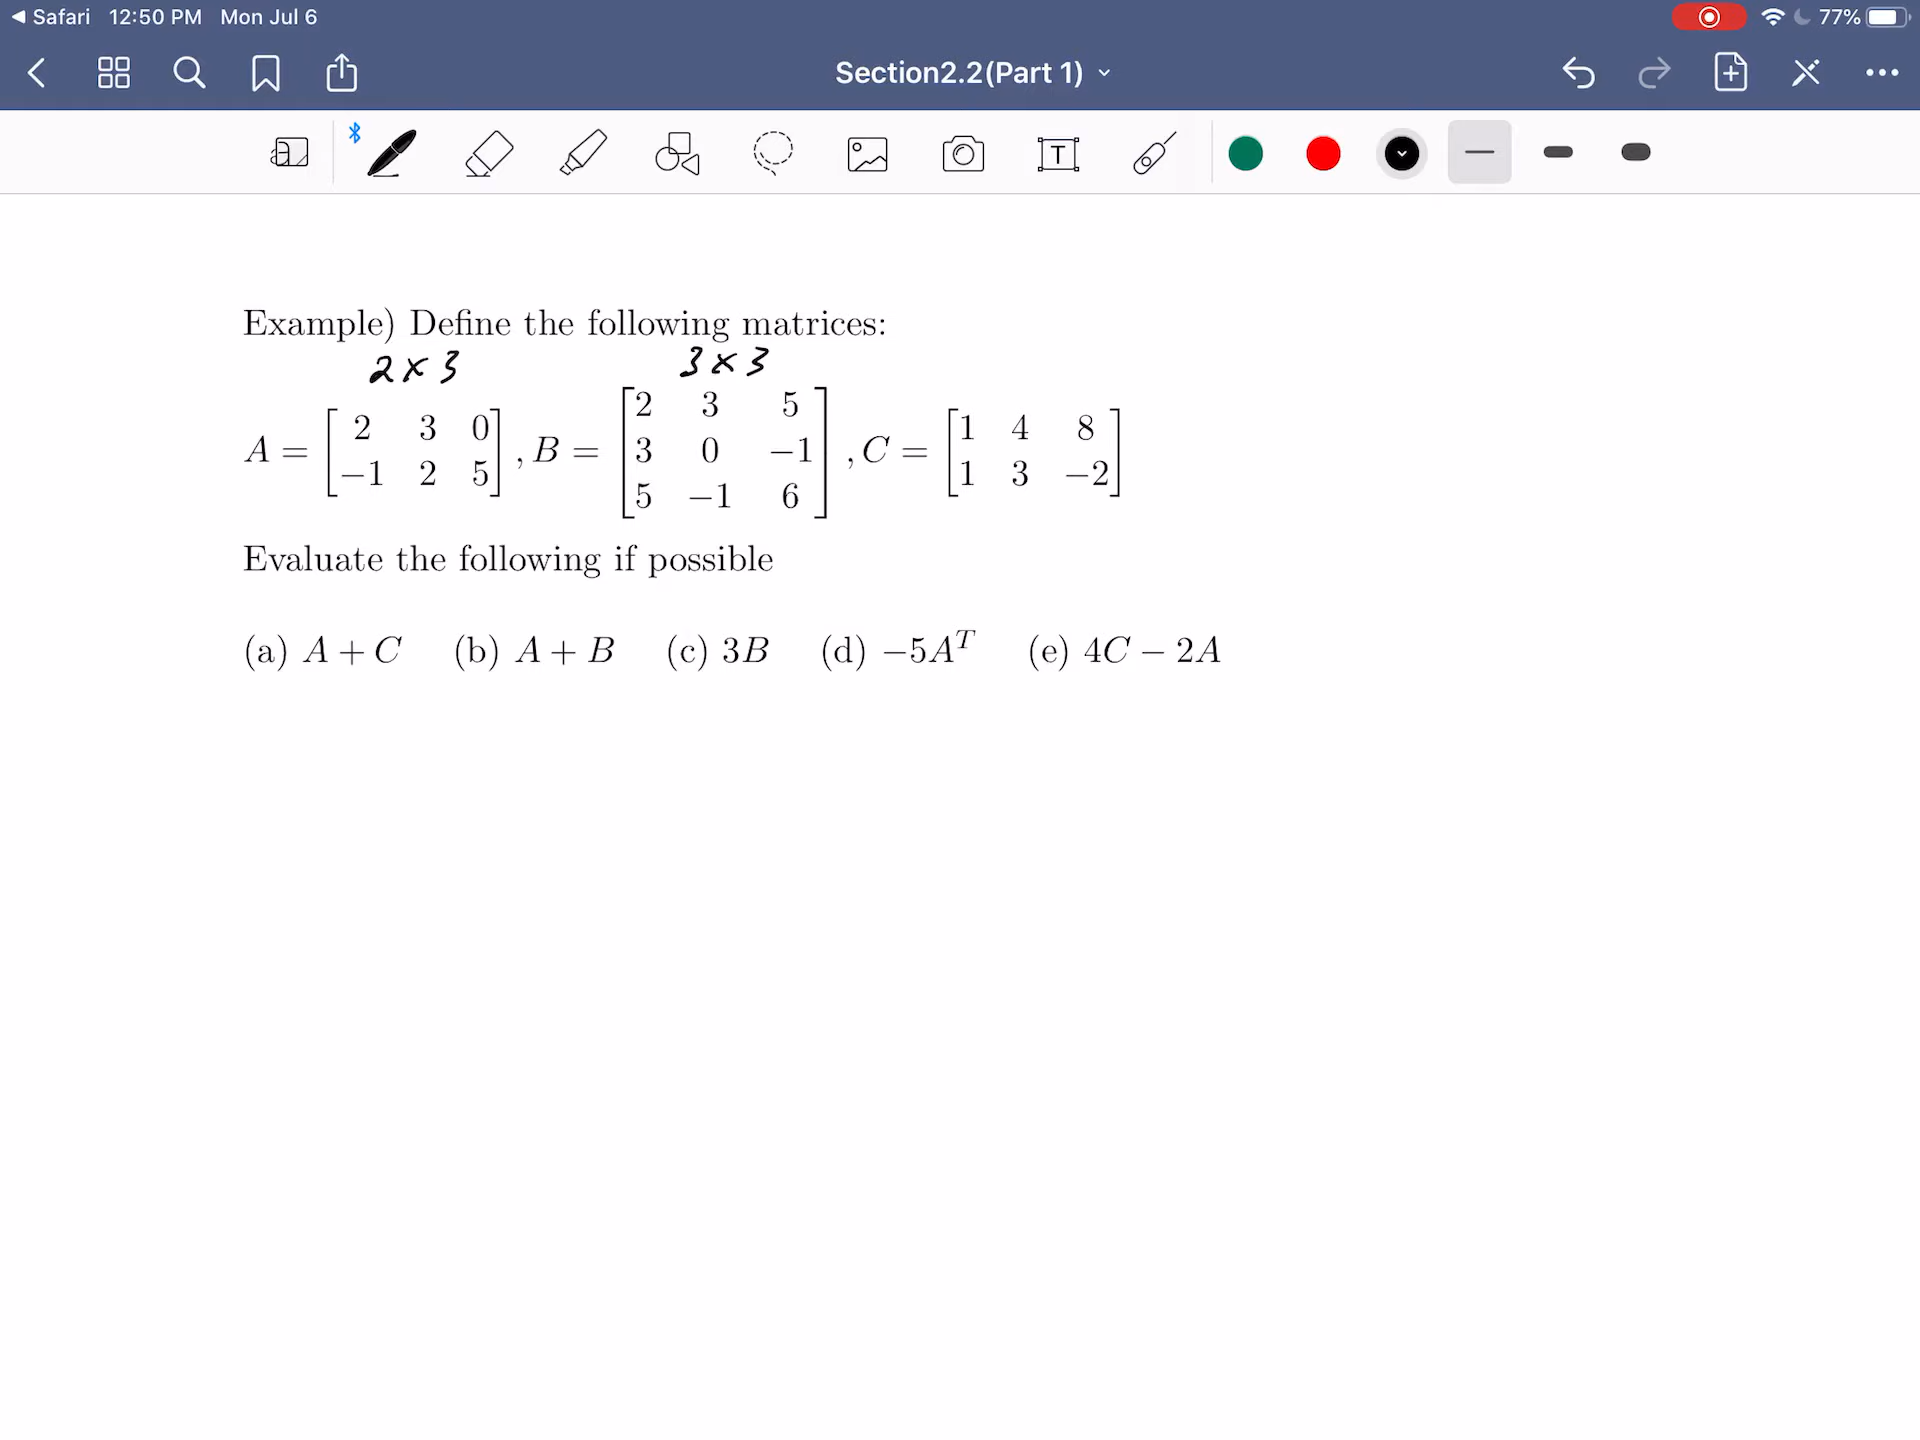 Safari 12:50 PM Mon Jul 6 77%
Section2.2(Part 1)
T
Example) Define the following matrices:
2 × 3 3 × 3
A = [2 3 0; −1 2 5], B = [2 3 5; 3 0 −1; 5 −1 6], C = [1 4 8; 1 3 −2]
Evaluate the following if possible
(a) A + C (b) A + B (c) 3B (d) −5Aᵀ (e) 4C − 2A